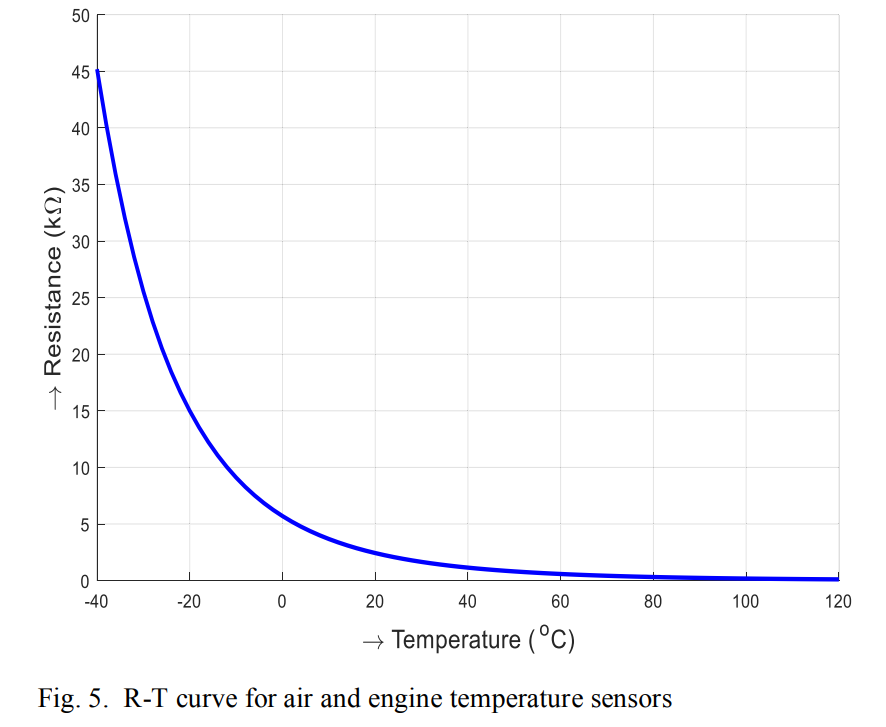 50
45
40
35
30
25
20
15
10
5
0
→ Resistance (kΩ)
-40 -20 0 20 40 60 80 100 120
→ Temperature (°C)
Fig. 5. R-T curve for air and engine temperature sensors